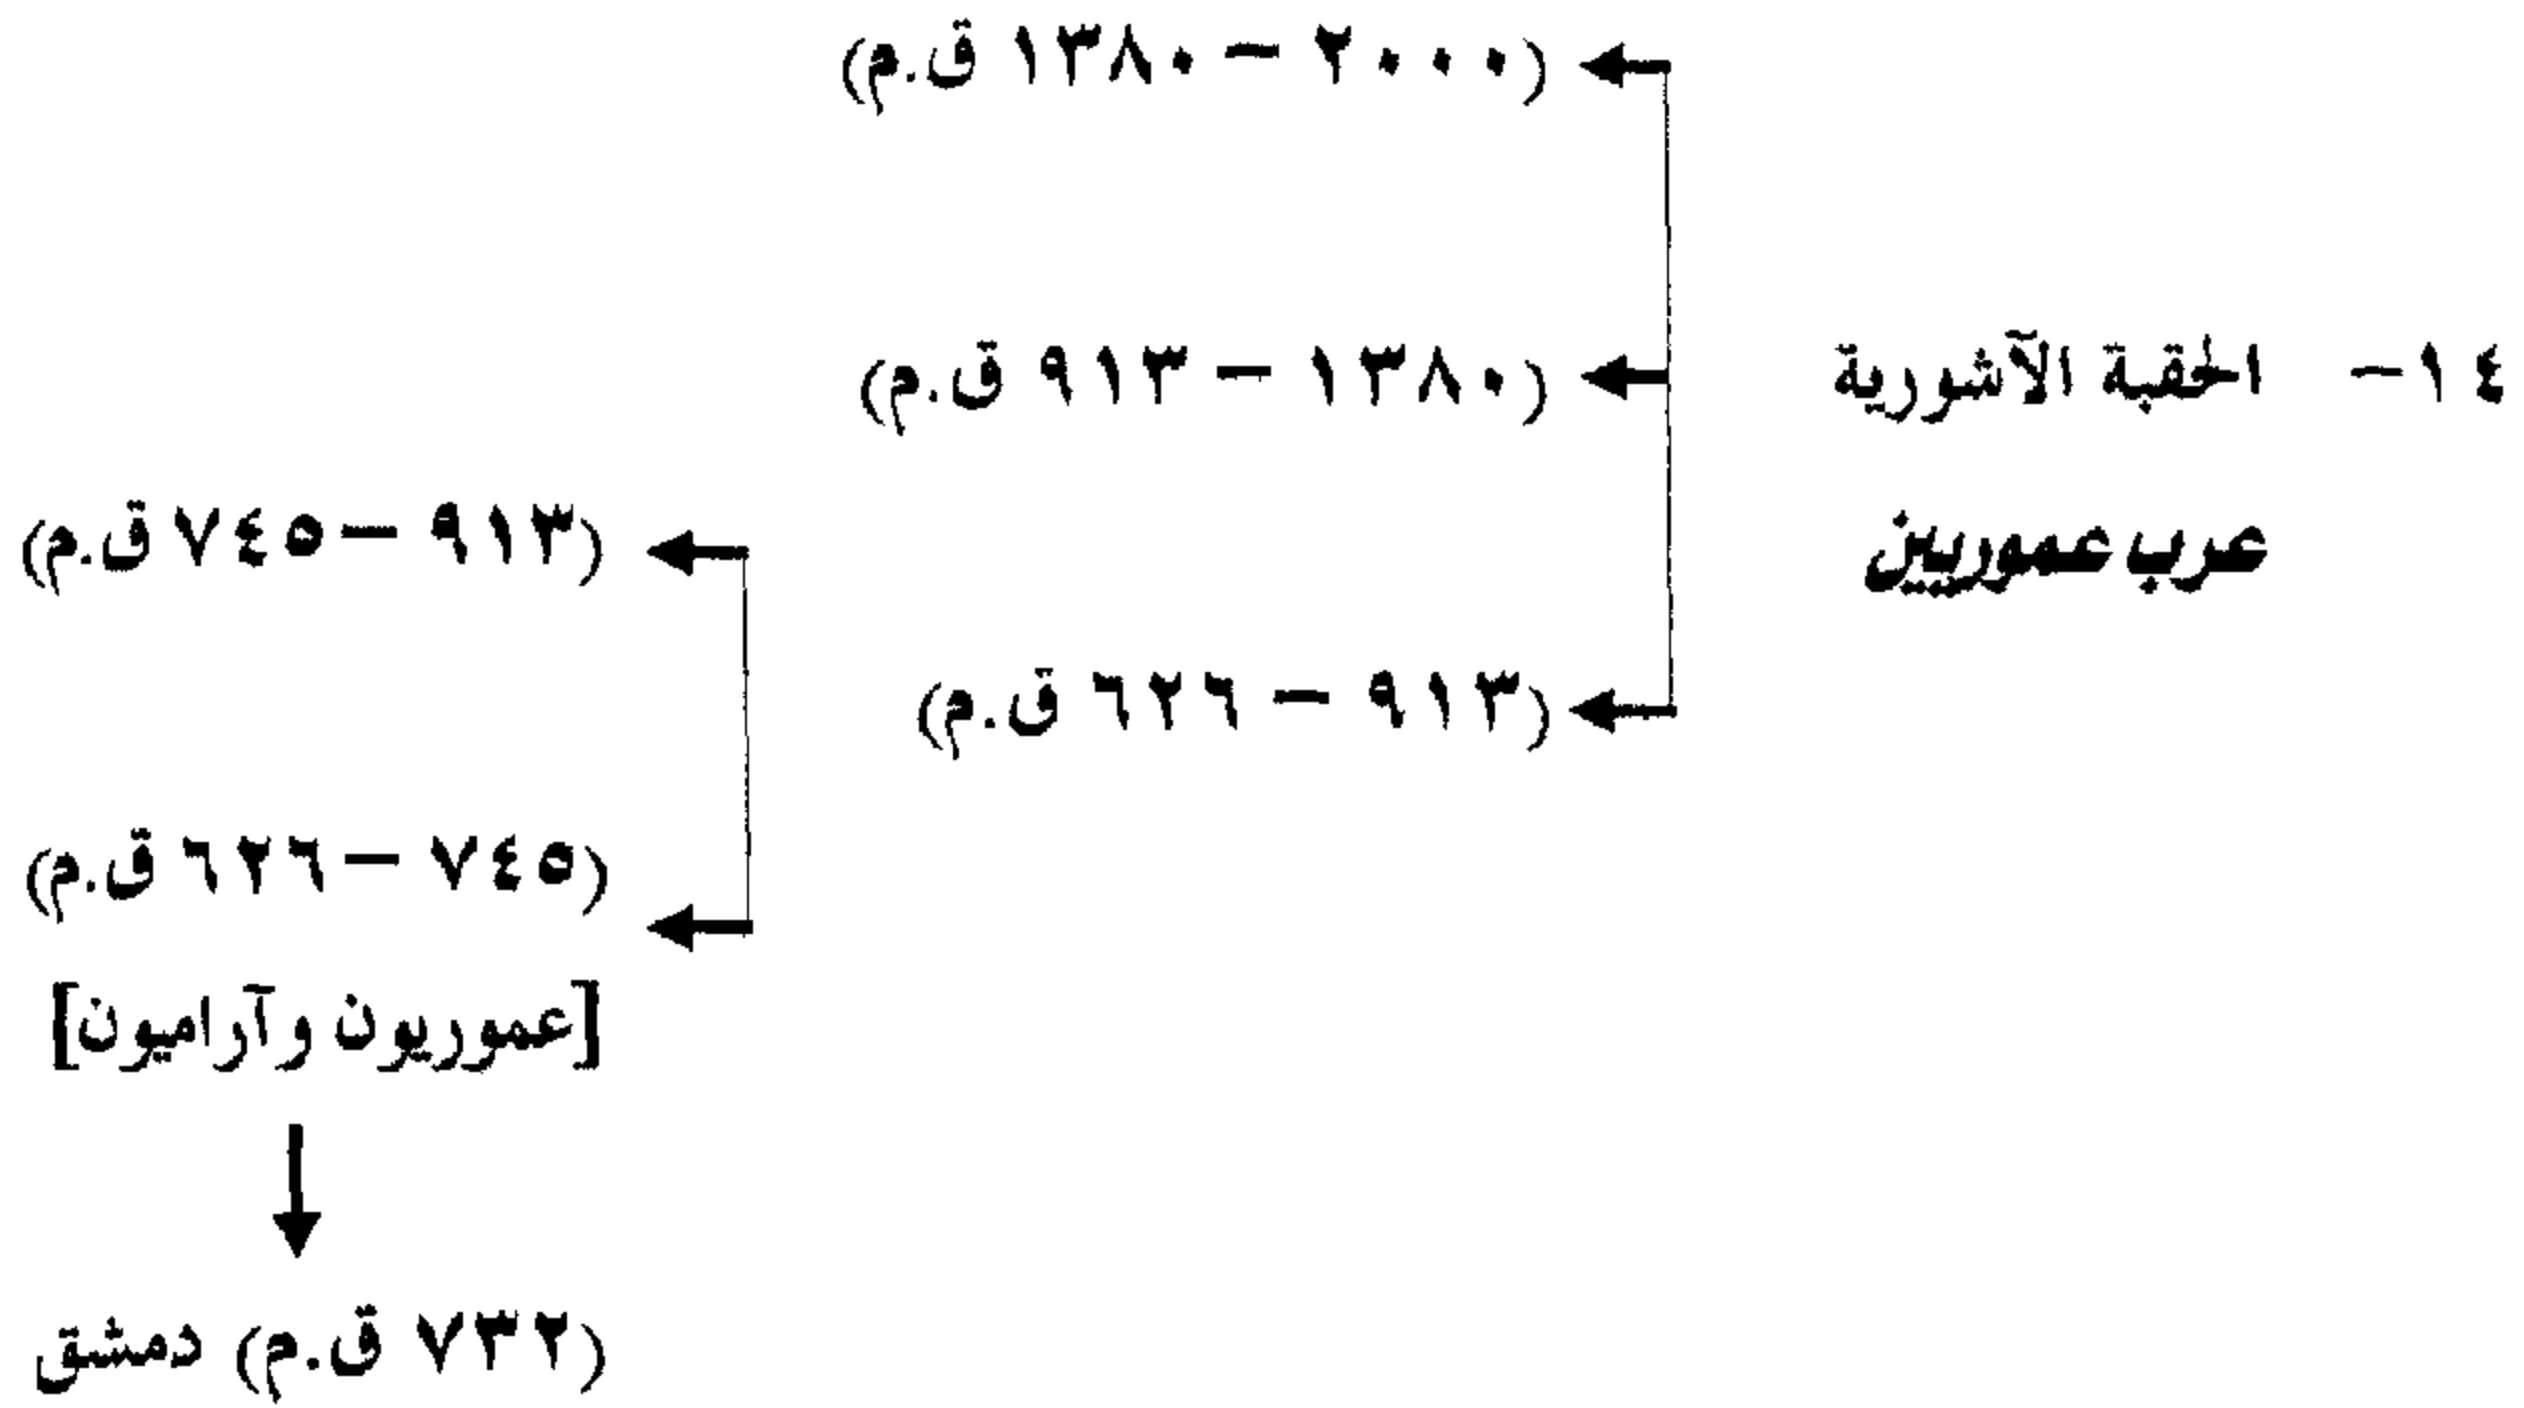 ١٤- الحقبة الآشورية
عرب عموريين
(٢٠٠٠ – ١٣٨٠ ق.م)
(١٣٨٠ – ٩١٣ ق.م)
(٩١٣ – ٦٢٦ ق.م)
(٩١٣ – ٧٤٥ ق.م)
(٧٤٥ – ٦٢٦ ق.م)
[عموريون وآراميون]
(٧٣٢ ق.م) دمشق